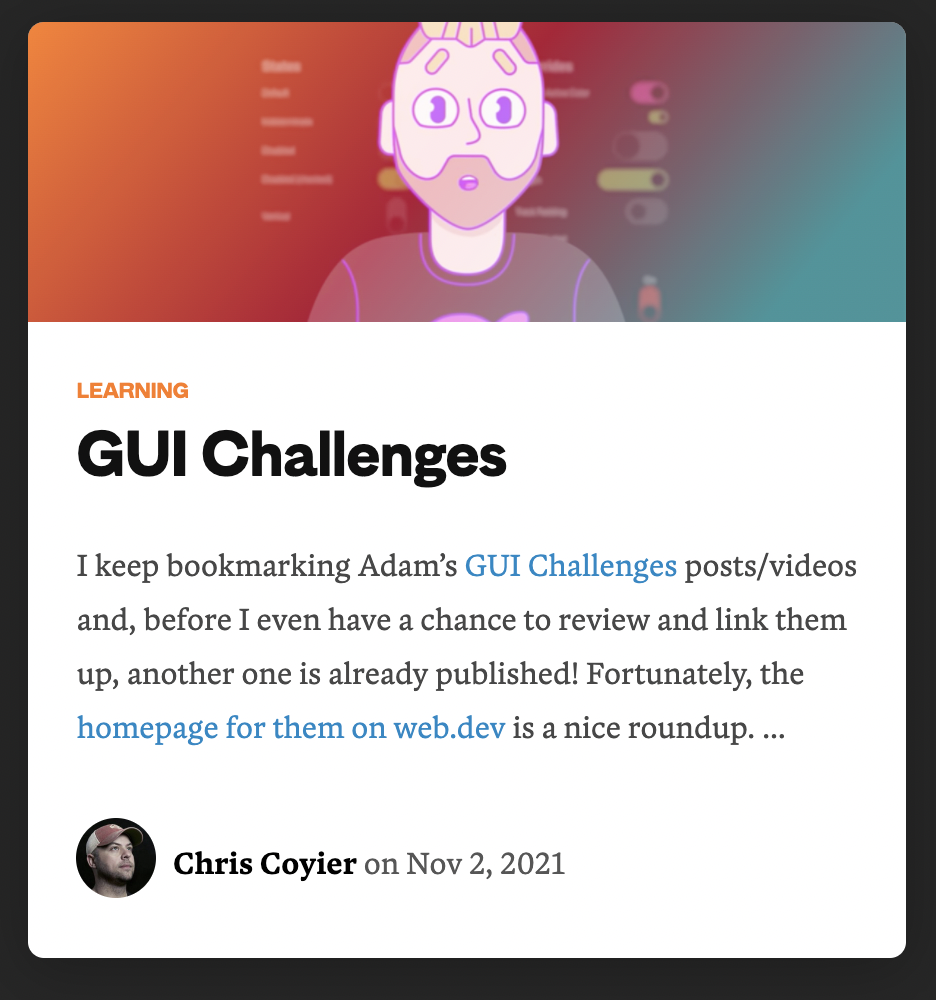 States
LEARNING
GUI Challenges
I keep bookmarking Adam’s GUI Challenges posts/videos
and, before I even have a chance to review and link them
up, another one is already published! Fortunately, the
homepage for them on web.dev is a nice roundup. ...
Chris Coyier on Nov 2, 2021